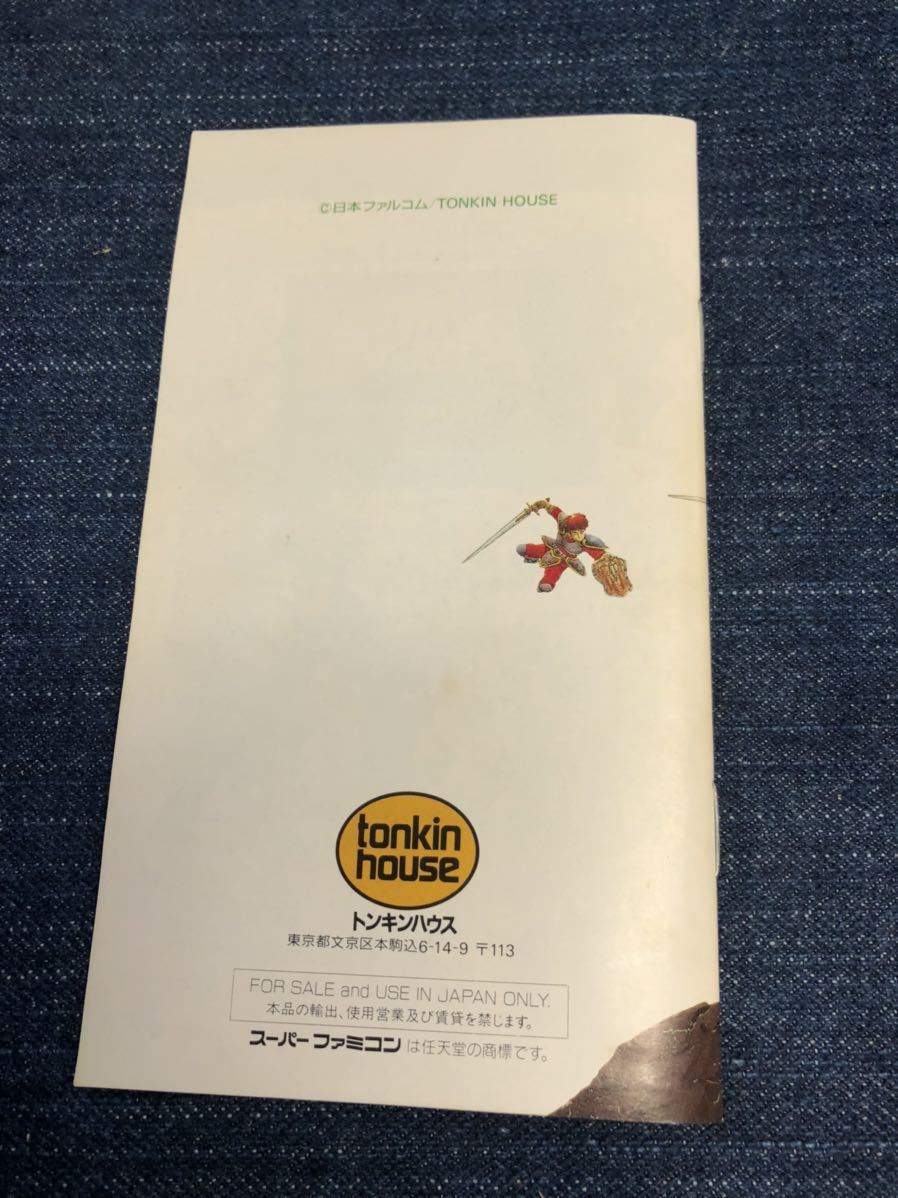 ©日本ファルコム/TONKIN HOUSE
tonkin
house
トンキンハウス
東京都文京区本駒込6-14-9 〒113
FOR SALE and USE IN JAPAN ONLY.
本品の輸出、使用営業及び賃貸を禁じます。
スーパーファミコンは任天堂の商標です。